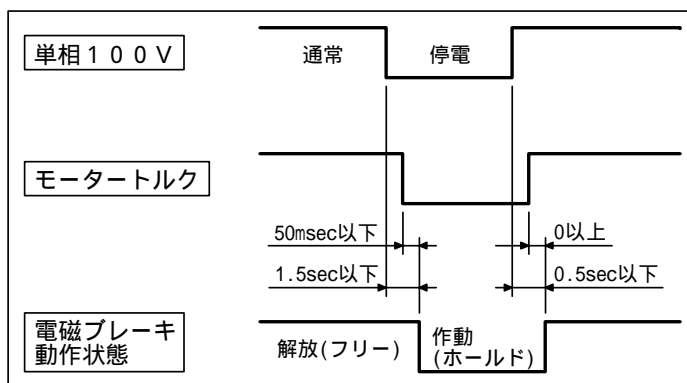 単相１００Ｖ
通常
停電
モータートルク
50msec以下
0以上
1.5sec以下
0.5sec以下
電磁ブレーキ
動作状態
解放(フリー)
作動
(ホールド)